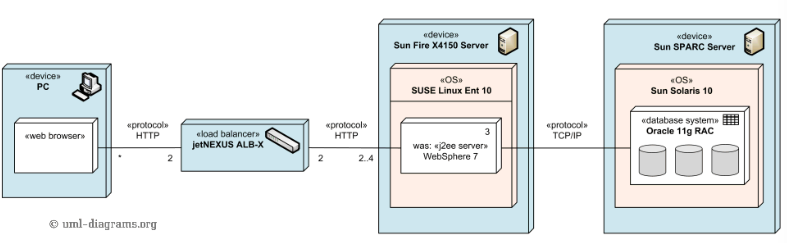 «device»
PC
«web browser»
«protocol»
HTTP
*
2
«load balancer»
jetNEXUS ALB-X
«protocol»
HTTP
2
2..4
«device»
Sun Fire X4150 Server
«OS»
SUSE Linux Ent 10
3
was: «j2ee server»
WebSphere 7
«protocol»
TCP/IP
«device»
Sun SPARC Server
«OS»
Sun Solaris 10
«database system»
Oracle 11g RAC
© uml-diagrams.org